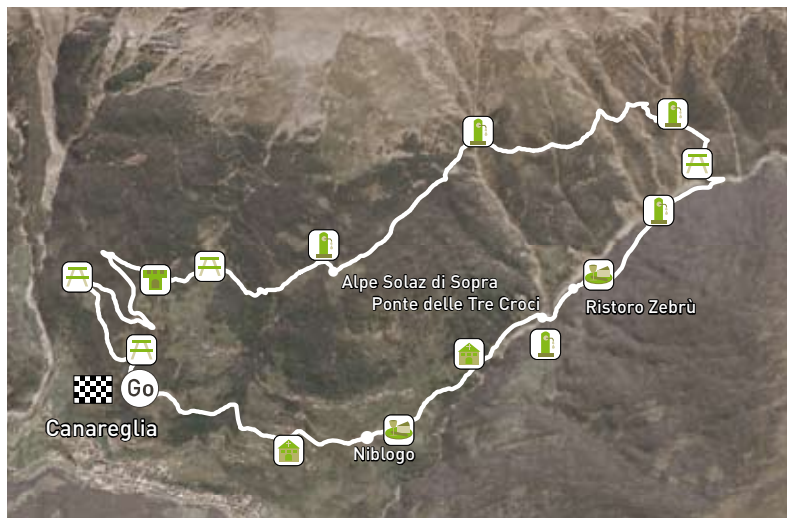 Alpe Solaz di Sopra
Ponte delle Tre Croci
Ristoro Zebrù
Go
Canareglia
Niblogo